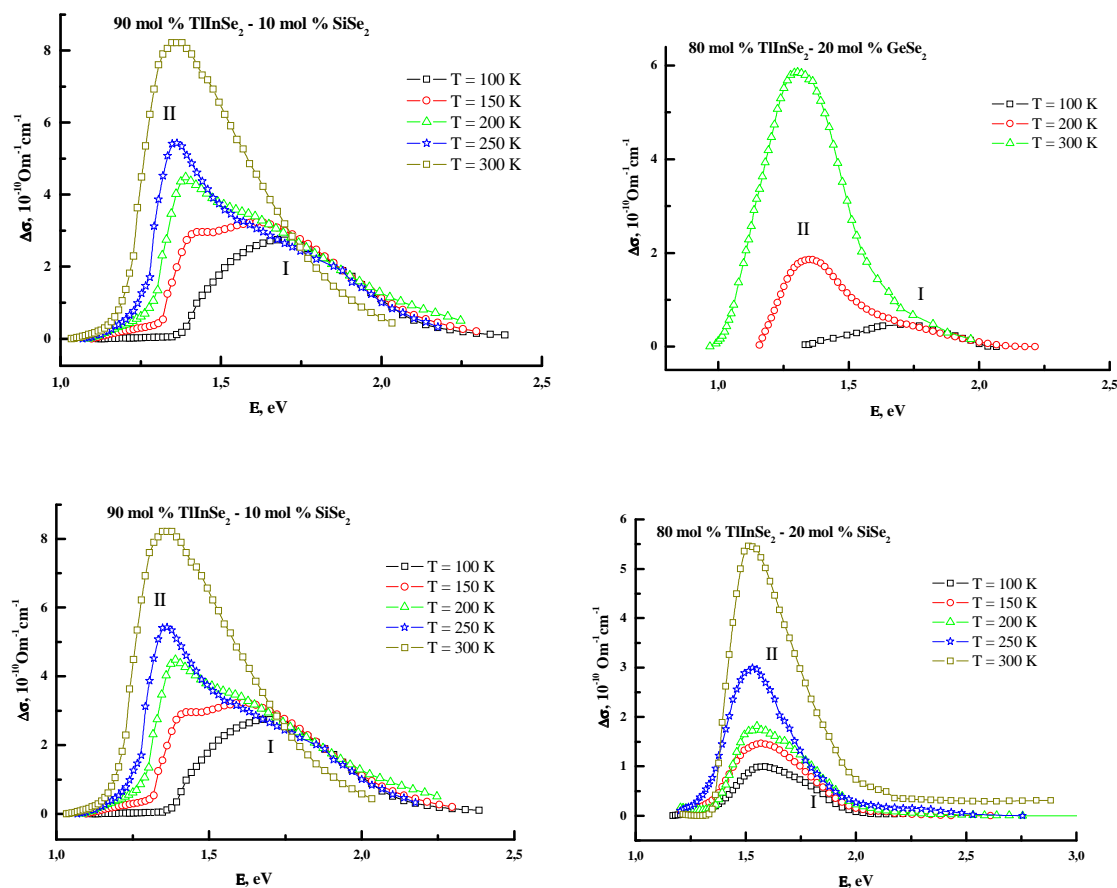 90 mol % TlInSe₂ - 10 mol % SiSe₂
8
6
4
2
0
Δσ, 10⁻¹⁰Om⁻¹cm⁻¹
II
I
T = 100 K
T = 150 K
T = 200 K
T = 250 K
T = 300 K
1,0
1,5
2,0
2,5
E, eV
80 mol % TlInSe₂- 20 mol % GeSe₂
6
4
2
0
Δσ, 10⁻¹⁰Om⁻¹cm⁻¹
II
I
T = 100 K
T = 200 K
T = 300 K
1,0
1,5
2,0
2,5
E, eV
90 mol % TlInSe₂ - 10 mol % SiSe₂
8
6
4
2
0
Δσ, 10⁻¹⁰Om⁻¹cm⁻¹
II
I
T = 100 K
T = 150 K
T = 200 K
T = 250 K
T = 300 K
1,0
1,5
2,0
2,5
E, eV
80 mol % TlInSe₂ - 20 mol % SiSe₂
6
5
4
3
2
1
0
Δσ, 10⁻¹⁰ Om⁻¹cm⁻¹
II
I
T = 100 K
T = 150 K
T = 200 K
T = 250 K
T = 300 K
1,0
1,5
2,0
2,5
3,0
E, eV